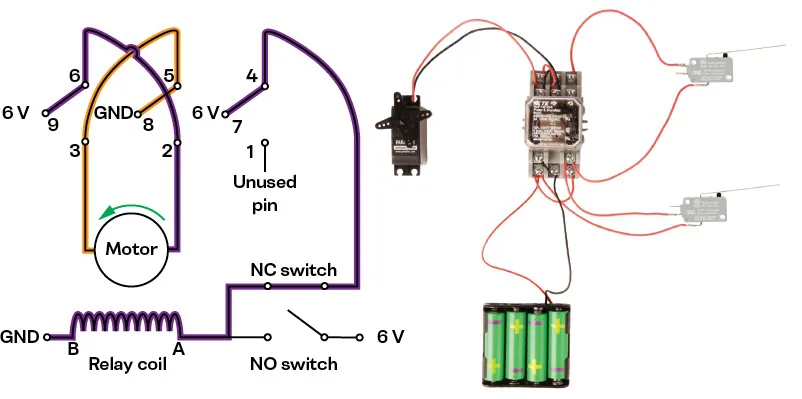 6
5
4
6 V
9
GND
8
6 V
7
3
2
1
Unused
pin
Motor
NC switch
GND
B
A
6 V
Relay coil
NO switch
+
-